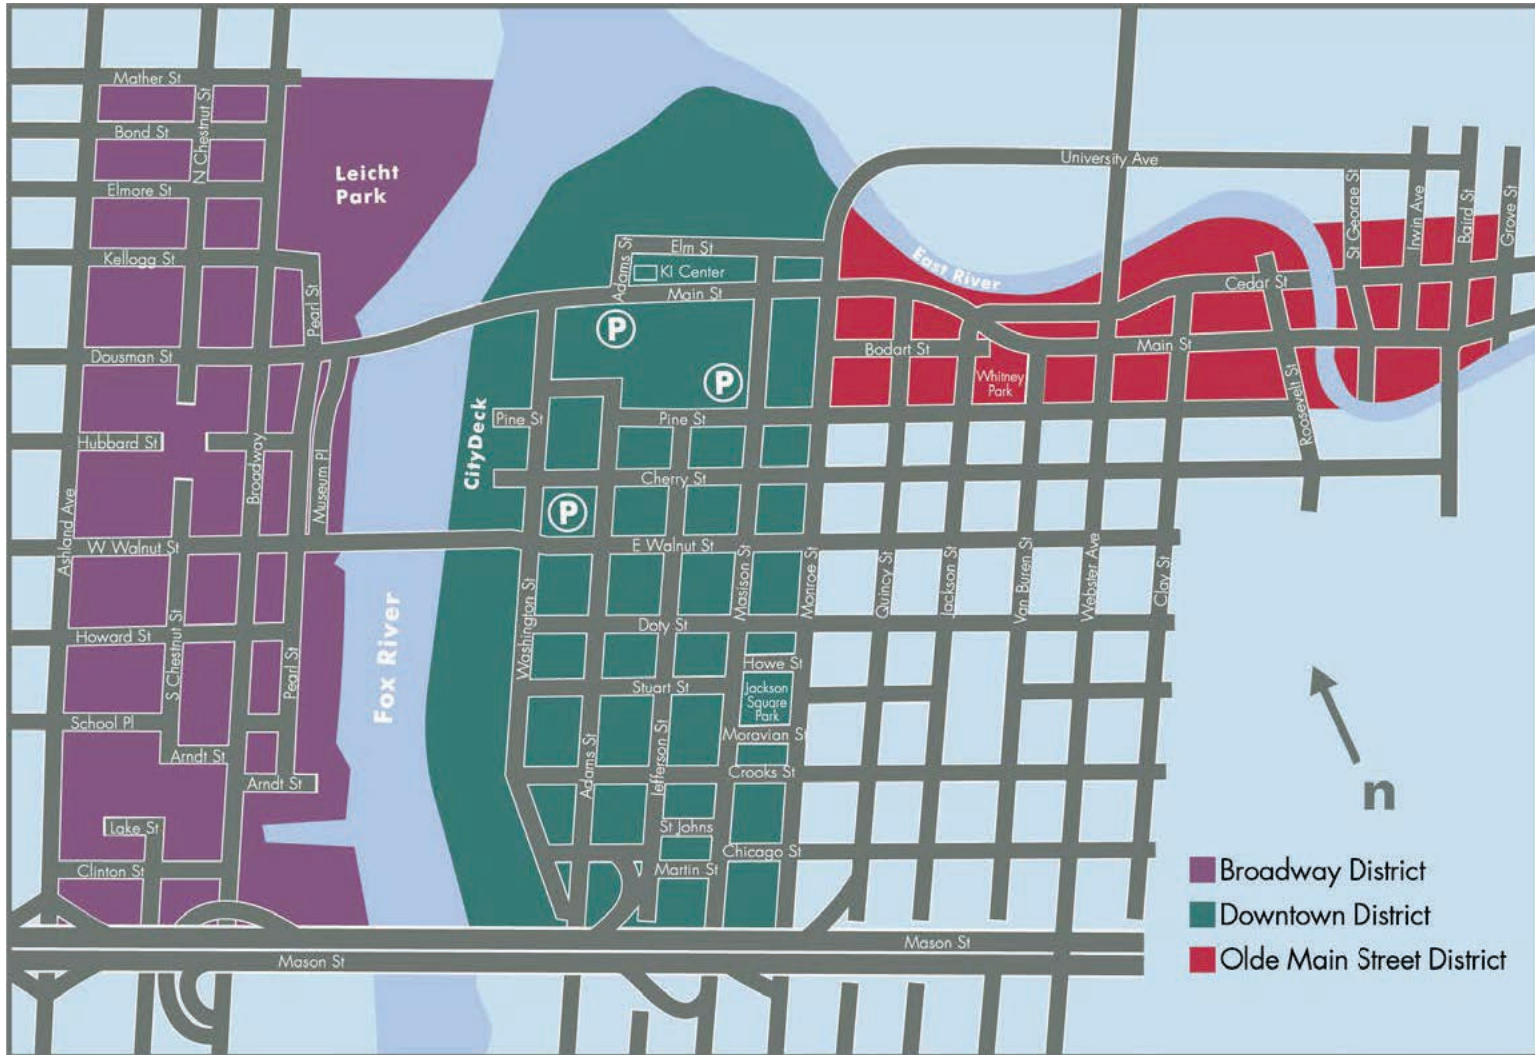 Mather St
N Chestnut St
Bond St
Elmore St
Leicht
Park
Kellogg St
Pearl St
Dousman St
Hubbard St
Broadway
Museum Pl
Ashland Ave
W Walnut St
Howard St
S Chestnut St
Pearl St
School Pl
Arndt St
Arndt St
Lake St
Clinton St
Fox River
CityDeck
University Ave
St George St
Irwin Ave
Baird St
Grove St
Adams St
Elm St
KI Center
Main St
P
P
P
East River
Cedar St
Bodart St
Main St
Whitney
Park
Roosevelt St
Pine St
Pine St
Cherry St
E Walnut St
Washington St
Masison St
Monroe St
Quincy St
Jackson St
Van Buren St
Webster Ave
Clay St
Doty St
Howe St
Stuart St
Jackson
Square
Park
Moravian St
Adams St
Jefferson St
Crooks St
St Johns
Chicago St
Martin St
Mason St
Mason St
n
Broadway District
Downtown District
Olde Main Street District